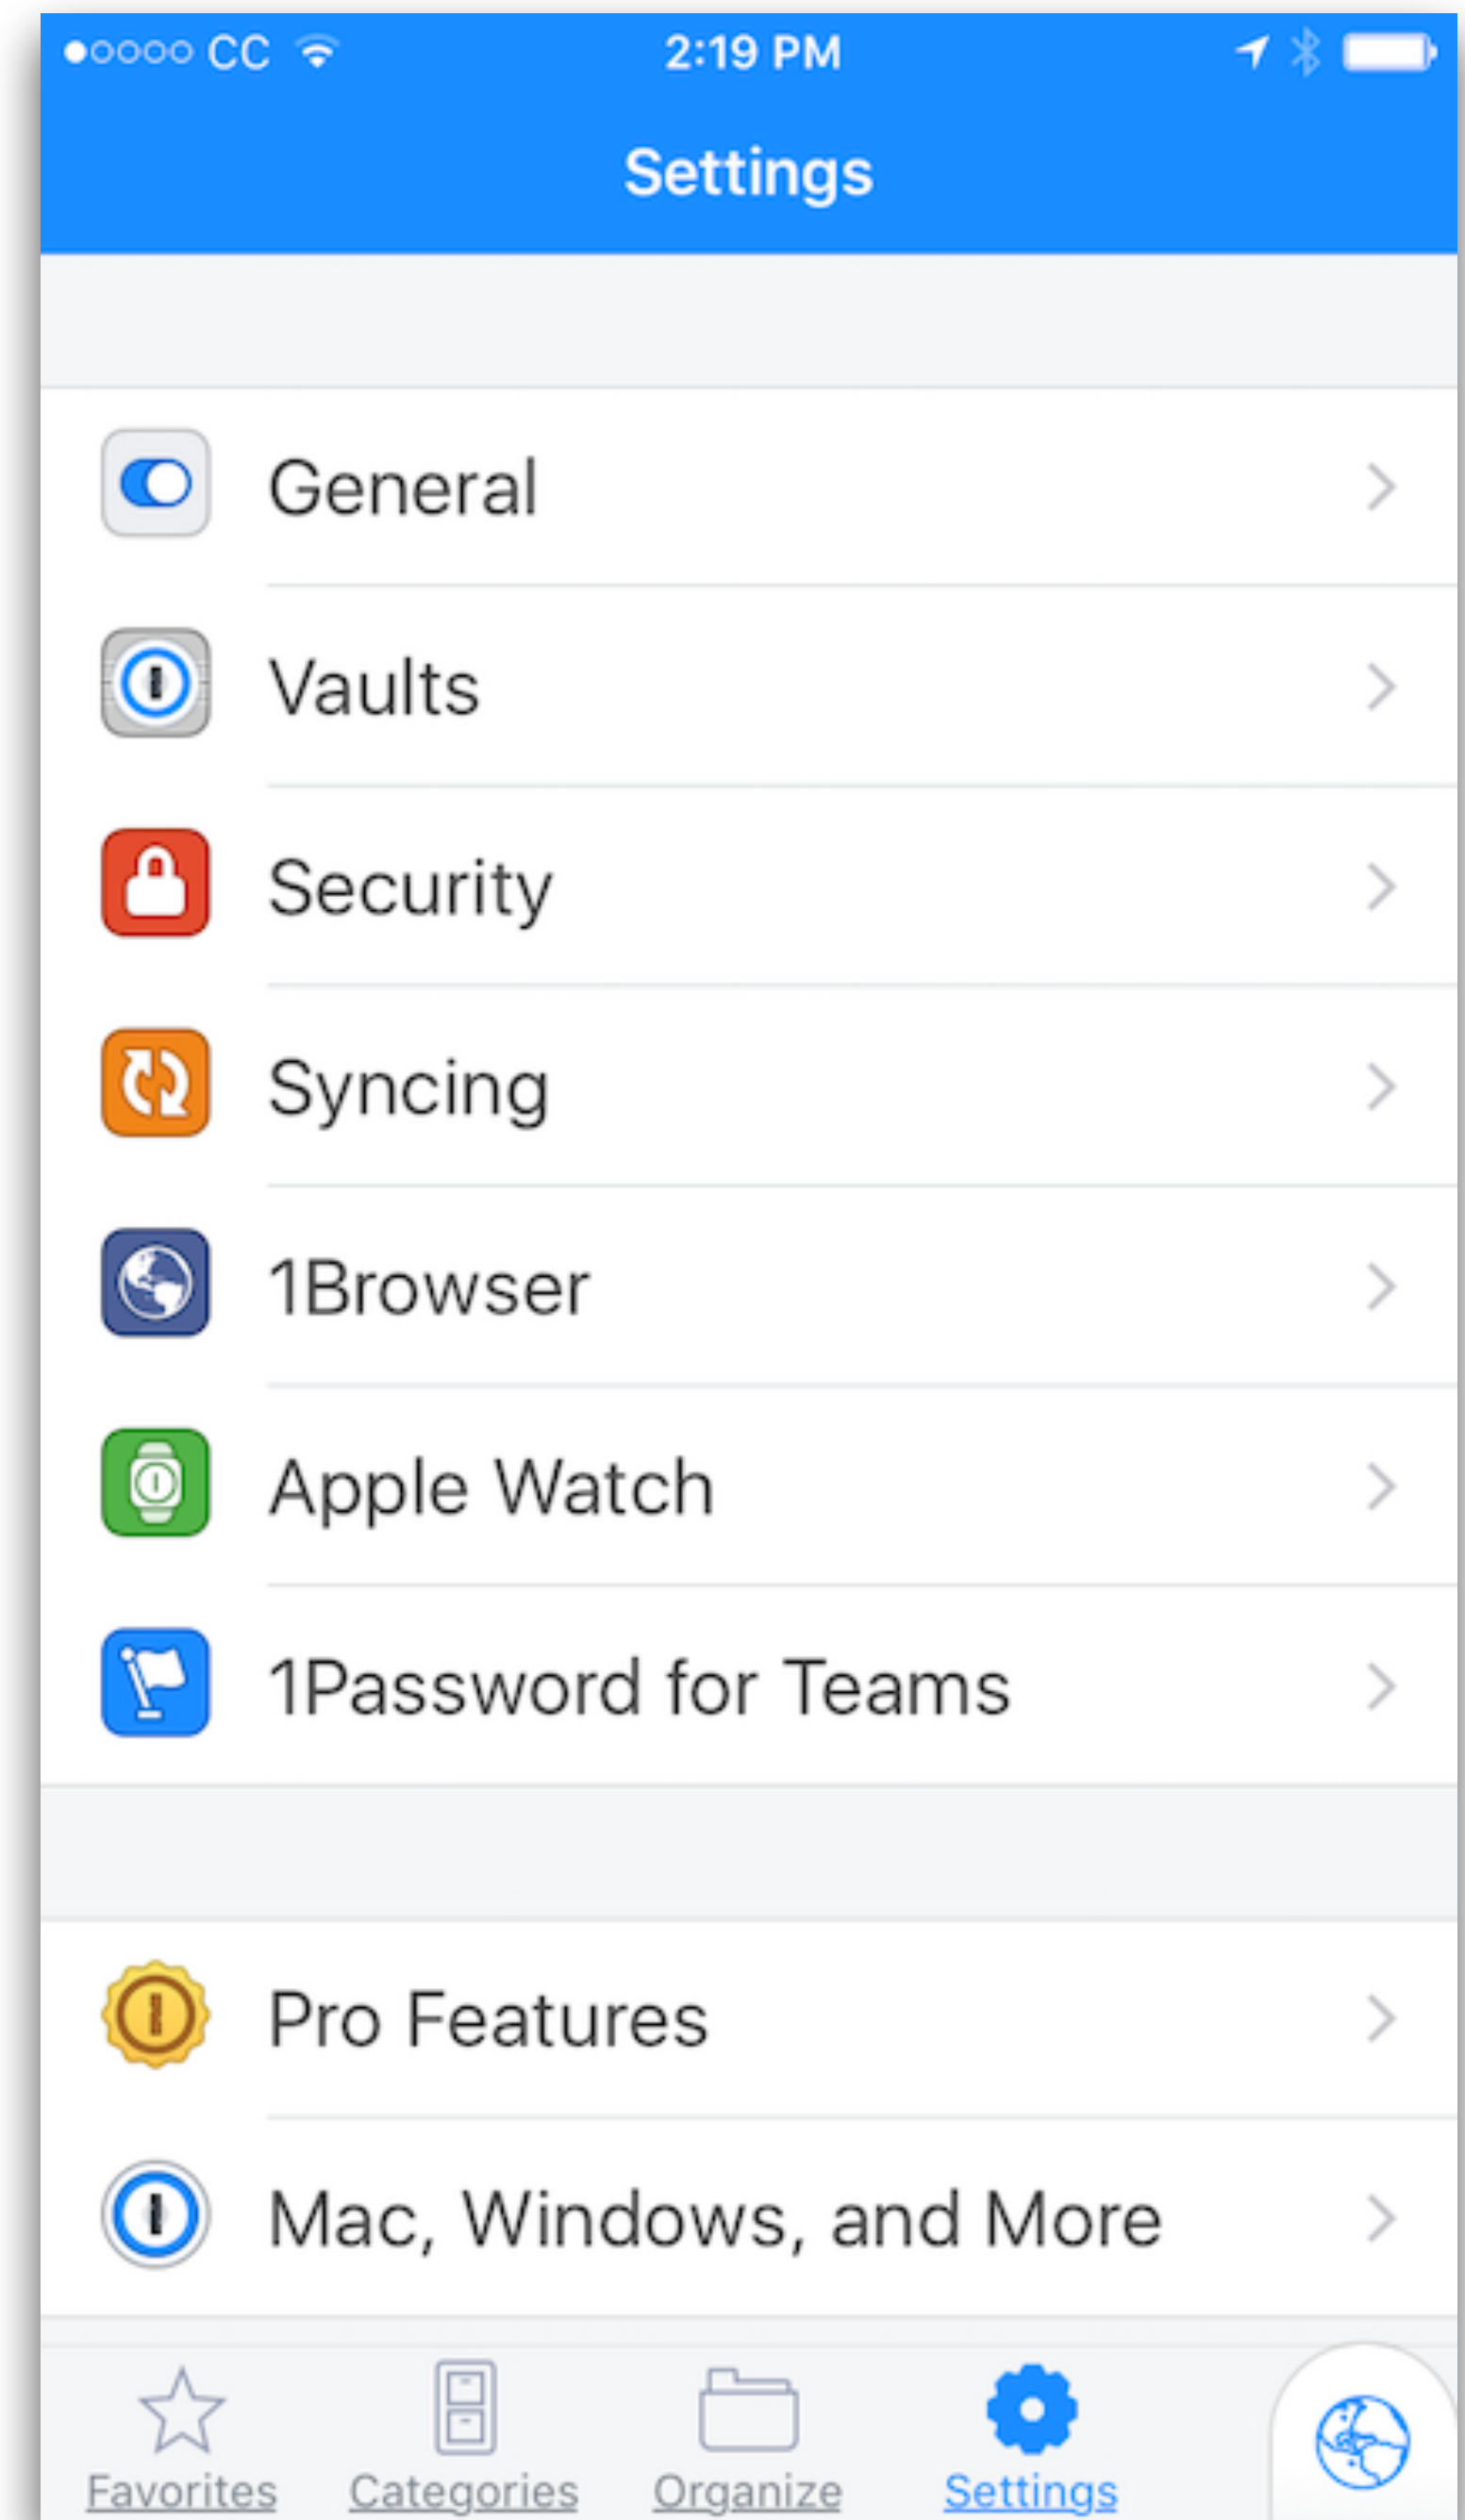 CC 2:19 PM
Settings
General
Vaults
Security
Syncing
1Browser
Apple Watch
1Password for Teams
Pro Features
Mac, Windows, and More
Favorites Categories Organize Settings